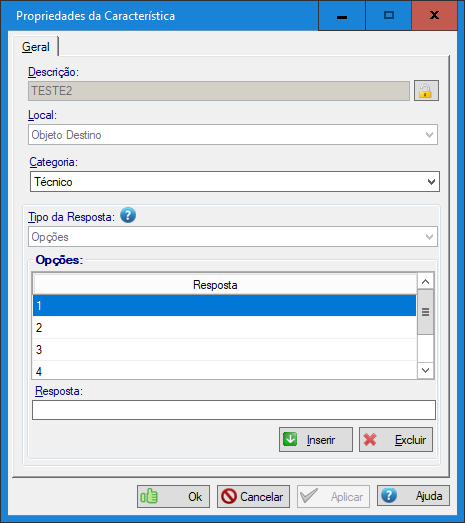 Propriedades da Característica
Geral
Descrição:
TESTE2
Local:
Objeto Destino
Categoria:
Técnico
Tipo da Resposta:
Opções
Opções:
Resposta
1
2
3
4
Resposta:
Inserir Excluir
Ok Cancelar Aplicar Ajuda